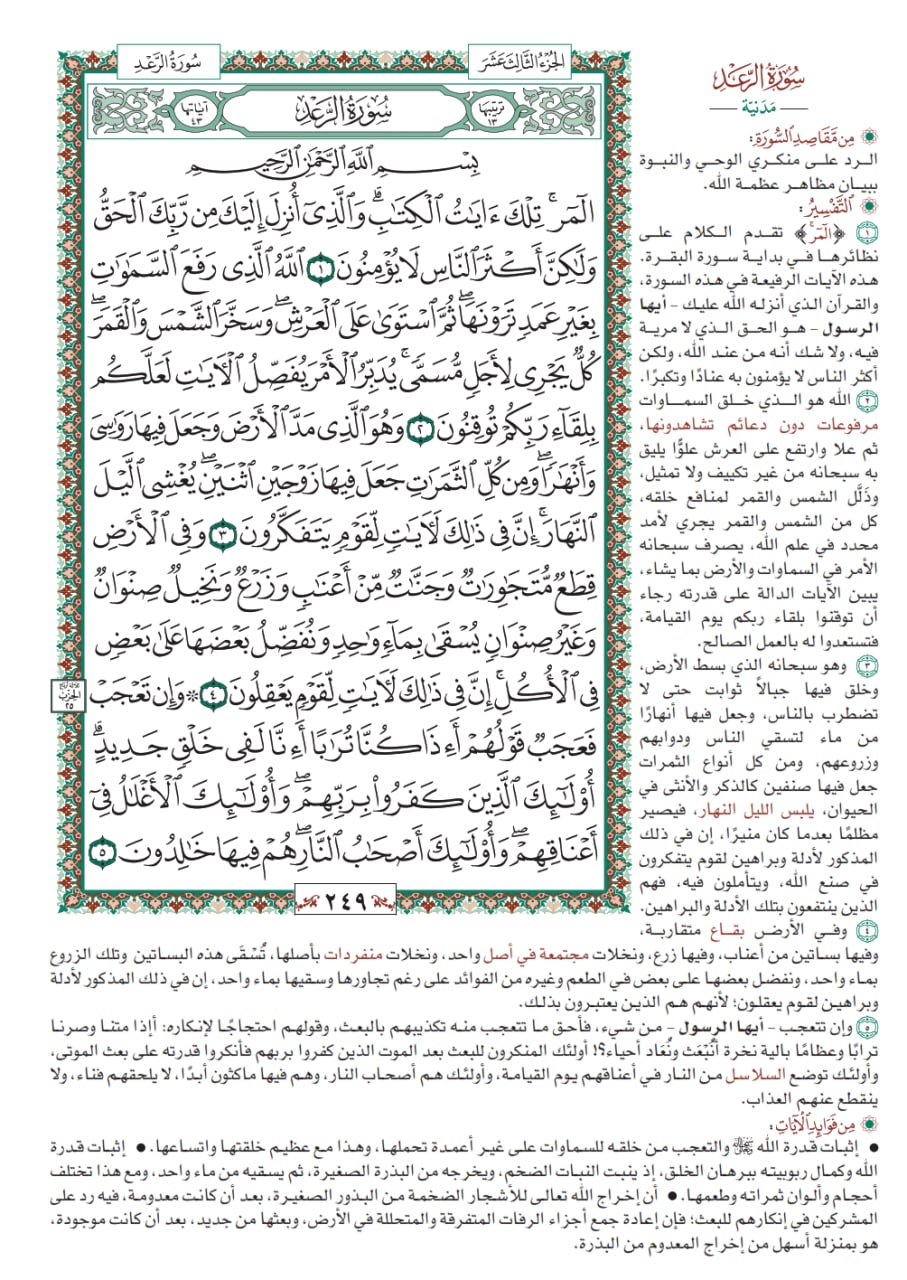 سُورَةُ الرَّعْدِ
الجُزْءُ الثَّالِثَ عَشَرَ
آيَاتُهَا ٤٣
سُورَةُ الرَّعْدِ
تَرْتِيبُهَا ١٣
بِسْمِ اللَّهِ الرَّحْمَٰنِ الرَّحِيمِ
الٓمٓرۚ تِلۡكَ ءَايَٰتُ ٱلۡكِتَٰبِۗ وَٱلَّذِيٓ أُنزِلَ إِلَيۡكَ مِن رَّبِّكَ ٱلۡحَقُّ
وَلَٰكِنَّ أَكۡثَرَ ٱلنَّاسِ لَا يُؤۡمِنُونَ ١ ٱللَّهُ ٱلَّذِي رَفَعَ ٱلسَّمَٰوَٰتِ
بِغَيۡرِ عَمَدٖ تَرَوۡنَهَاۖ ثُمَّ ٱسۡتَوَىٰ عَلَى ٱلۡعَرۡشِۖ وَسَخَّرَ ٱلشَّمۡسَ وَٱلۡقَمَرَۖ
كُلّٞ يَجۡرِي لِأَجَلٖ مُّسَمّٗىۚ يُدَبِّرُ ٱلۡأَمۡرَ يُفَصِّلُ ٱلۡأٓيَٰتِ لَعَلَّكُم
بِلِقَآءِ رَبِّكُمۡ تُوقِنُونَ ٢ وَهُوَ ٱلَّذِي مَدَّ ٱلۡأَرۡضَ وَجَعَلَ فِيهَا رَوَٰسِيَ
وَأَنۡهَٰرٗاۖ وَمِن كُلِّ ٱلثَّمَرَٰتِ جَعَلَ فِيهَا زَوۡجَيۡنِ ٱثۡنَيۡنِۖ يُغۡشِي ٱلَّيۡلَ
ٱلنَّهَارَۚ إِنَّ فِي ذَٰلِكَ لَأٓيَٰتٖ لِّقَوۡمٖ يَتَفَكَّرُونَ ٣ وَفِي ٱلۡأَرۡضِ
قِطَعٞ مُّتَجَٰوِرَٰتٞ وَجَنَّٰتٞ مِّنۡ أَعۡنَٰبٖ وَزَرۡعٞ وَنَخِيلٞ صِنۡوَانٞ
وَغَيۡرُ صِنۡوَانٖ يُسۡقَىٰ بِمَآءٖ وَٰحِدٖ وَنُفَضِّلُ بَعۡضَهَا عَلَىٰ بَعۡضٖ
فِي ٱلۡأُكُلِۚ إِنَّ فِي ذَٰلِكَ لَأٓيَٰتٖ لِّقَوۡمٖ يَعۡقِلُونَ ٤ ۞ وَإِن تَعۡجَبۡ
فَعَجَبٞ قَوۡلُهُمۡ أَءِذَا كُنَّا تُرَٰبًا أَءِنَّا لَفِي خَلۡقٖ جَدِيدٍۗ
أُوْلَٰٓئِكَ ٱلَّذِينَ كَفَرُواْ بِرَبِّهِمۡۖ وَأُوْلَٰٓئِكَ ٱلۡأَغۡلَٰلُ فِيٓ
أَعۡنَاقِهِمۡۖ وَأُوْلَٰٓئِكَ أَصۡحَٰبُ ٱلنَّارِۖ هُمۡ فِيهَا خَٰلِدُونَ ٥
ثلاثة أرباع
الحزب
٢٥
٢٤٩
سُورَةُ الرَّعْدِ
مَدَنيّة
مِن مَّقَاصِدِ السُّورَةِ:
الرد على منكري الوحي والنبوة
ببيان مظاهر عظمة الله.
التَّفْسِيرُ:
١ ﴿الٓمٓرۚ﴾ تقدم الكلام على
نظائرها في بداية سورة البقرة.
هذه الآيات الرفيعة في هذه السورة،
والقرآن الذي أنزله الله عليك - أيها
الرسول - هو الحق الذي لا مرية
فيه، ولا شك أنه من عند الله، ولكن
أكثر الناس لا يؤمنون به عنادًا وتكبرًا.
٢ الله هو الذي خلق السماوات
مرفوعات دون دعائم تشاهدونها،
ثم علا وارتفع على العرش علوًّا يليق
به سبحانه من غير تكييف ولا تمثيل،
وذَلَّل الشمس والقمر لمنافع خلقه،
كل من الشمس والقمر يجري لأمد
محدد في علم الله، يصرف سبحانه
الأمر في السماوات والأرض بما يشاء،
يبين الآيات الدالة على قدرته رجاء
أن توقنوا بلقاء ربكم يوم القيامة،
فتستعدوا له بالعمل الصالح.
٣ وهو سبحانه الذي بسط الأرض،
وخلق فيها جبالاً ثوابت حتى لا
تضطرب بالناس، وجعل فيها أنهارًا
من ماء لتسقي الناس ودوابهم
وزروعهم، ومن كل أنواع الثمرات
جعل فيها صنفين كالذكر والأنثى في
الحيوان، يلبس الليل النهار، فيصير
مظلمًا بعدما كان منيرًا، إن في ذلك
المذكور لأدلة وبراهين لقوم يتفكرون
في صنع الله، ويتأملون فيه، فهم
الذين ينتفعون بتلك الأدلة والبراهين.
٤ وفي الأرض بقاع متقاربة،
وفيها بساتين من أعناب، وفيها زرع، ونخلات مجتمعة في أصل واحد، ونخلات منفردات بأصلها، تُسْقَى هذه البساتين وتلك الزروع
بماء واحد، ونفضل بعضها على بعض في الطعم وغيره من الفوائد على رغم تجاورها وسقيها بماء واحد، إن في ذلك المذكور لأدلة
وبراهين لقوم يعقلون؛ لأنهم هم الذين يعتبرون بذلك.
٥ وإن تتعجب - أيها الرسول - من شيء، فأحق ما تتعجب منه تكذيبهم بالبعث، وقولهم احتجاجًا لإنكاره: أإذا متنا وصرنا
ترابًا وعظامًا بالية نخرة أنُبْعَث ونُعَاد أحياء؟! أولئك المنكرون للبعث بعد الموت الذين كفروا بربهم فأنكروا قدرته على بعث الموتى،
وأولئك توضع السلاسل من النار في أعناقهم يوم القيامة، وأولئك هم أصحاب النار، وهم فيها ماكثون أبدًا، لا يلحقهم فناء، ولا
ينقطع عنهم العذاب.
مِن فَوَائِدِ الآيَاتِ:
• إثبات قدرة الله ﷻ والتعجب من خلقه للسماوات على غير أعمدة تحملها، وهذا مع عظيم خلقتها واتساعها. • إثبات قدرة
الله وكمال ربوبيته ببرهان الخلق، إذ ينبت النبات الضخم، ويخرجه من البذرة الصغيرة، ثم يسقيه من ماء واحد، ومع هذا تختلف
أحجام وألوان ثمراته وطعمها. • أن إخراج الله تعالى للأشجار الضخمة من البذور الصغيرة، بعد أن كانت معدومة، فيه رد على
المشركين في إنكارهم للبعث؛ فإن إعادة جمع أجزاء الرفات المتفرقة والمتحللة في الأرض، وبعثها من جديد، بعد أن كانت موجودة،
هو بمنزلة أسهل من إخراج المعدوم من البذرة.